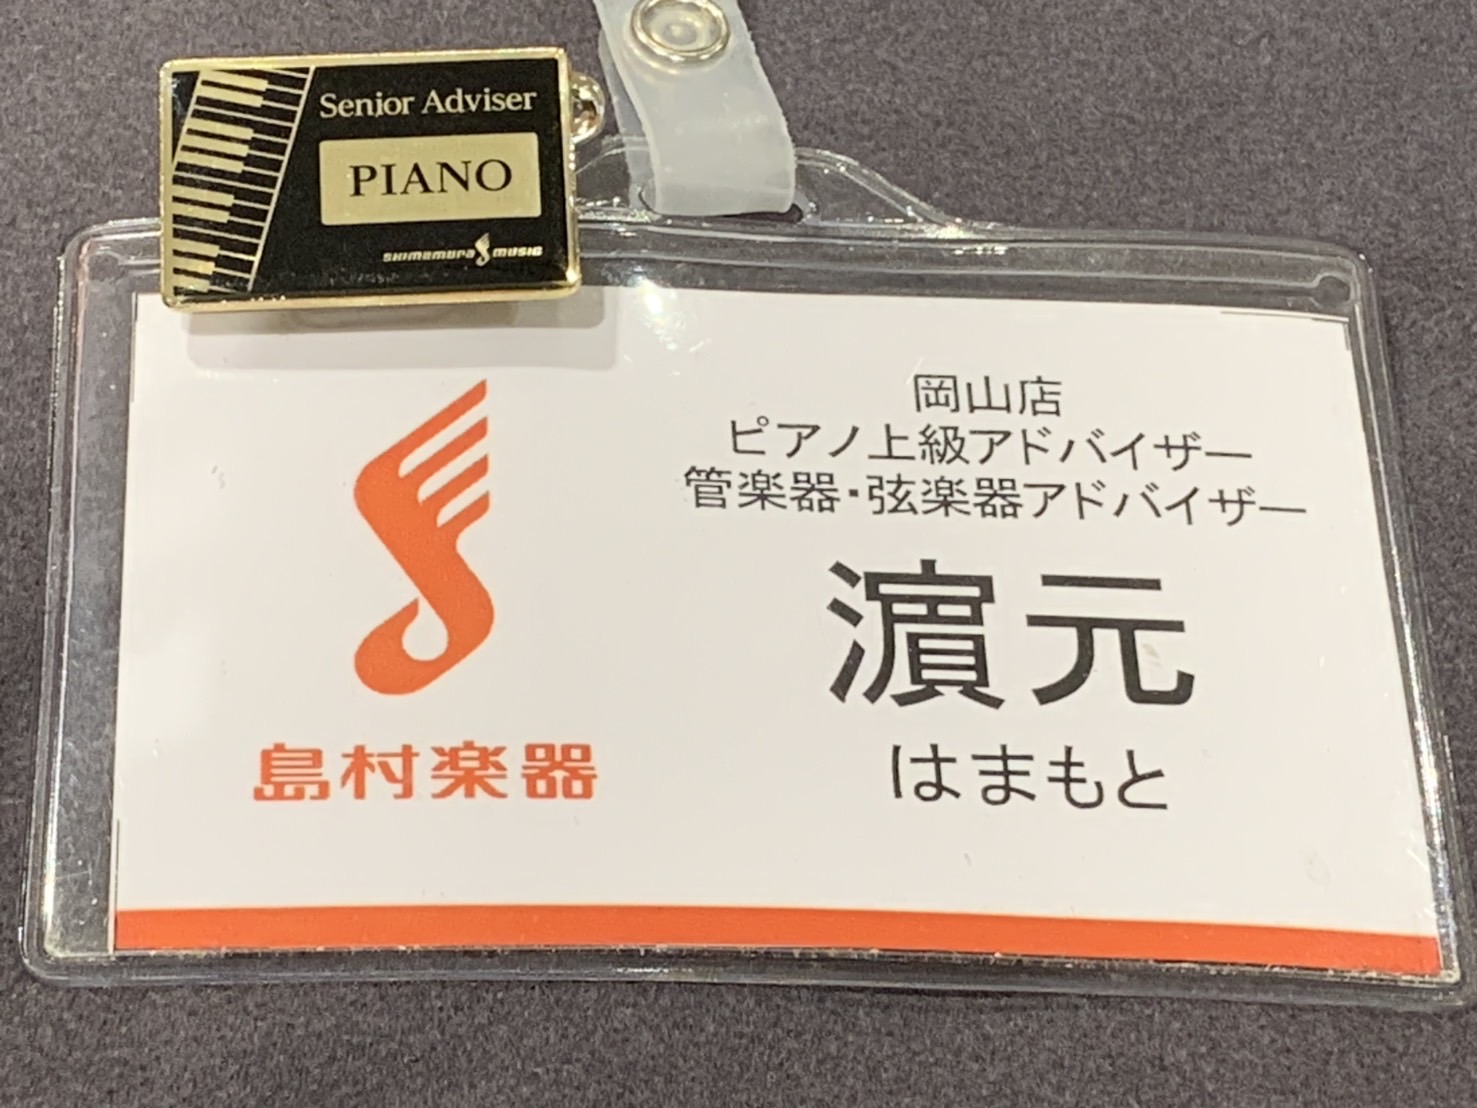 Senior Adviser
PIANO
SHIMAMURA MUSIC
岡山店
ピアノ上級アドバイザー
管楽器・弦楽器アドバイザー
濵元
はまもと
島村楽器